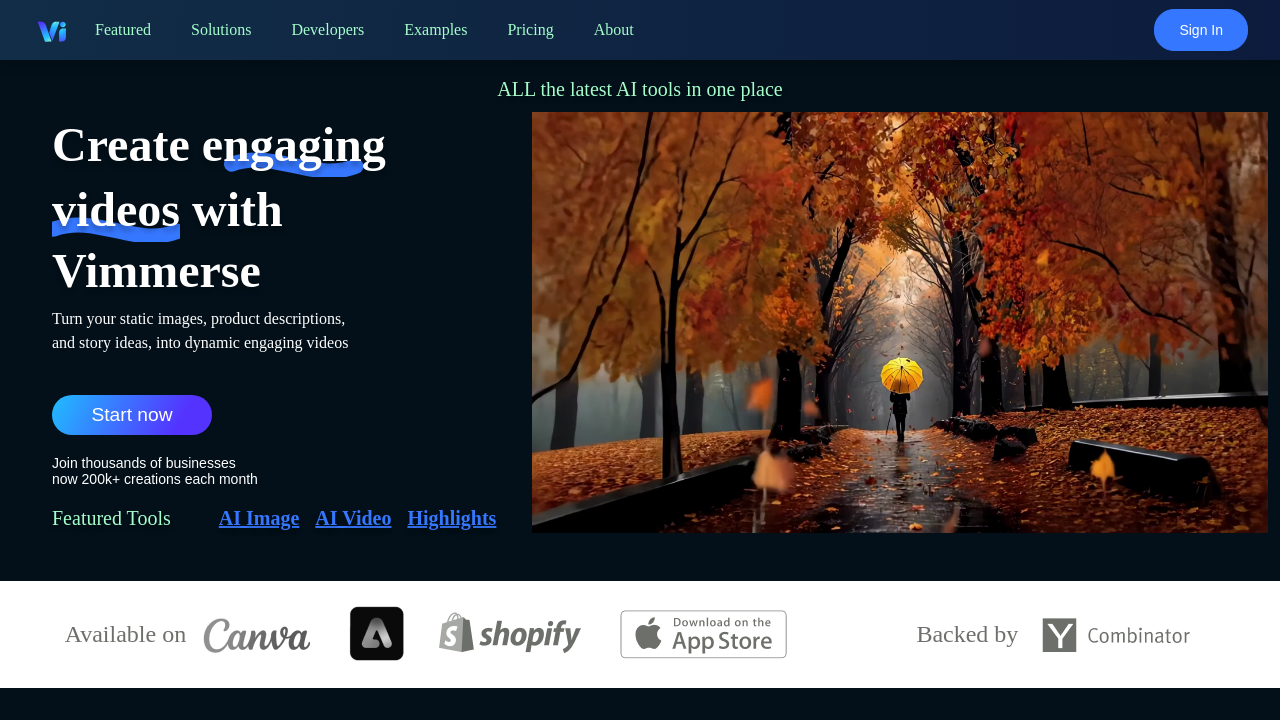 Vi
Featured
Solutions
Developers
Examples
Pricing
About
Sign In
ALL the latest AI tools in one place
Create engaging
videos with
Vimmerse
Turn your static images, product descriptions,
and story ideas, into dynamic engaging videos
Start now
Join thousands of businesses
now 200k+ creations each month
Featured Tools
AI Image
AI Video
Highlights
Available on
Canva
shopify
Download on the
App Store
Backed by
Y Combinator